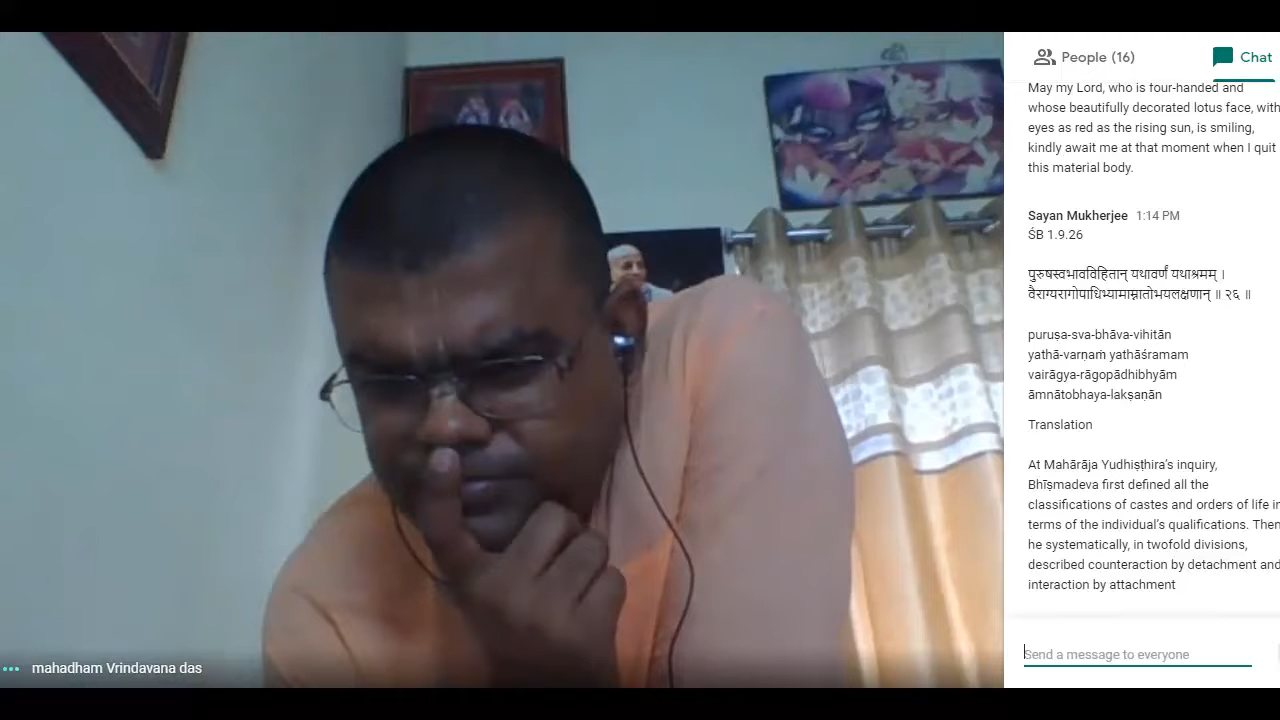 People (16)
Chat
May my Lord, who is four-handed and
whose beautifully decorated lotus face, with
eyes as red as the rising sun, is smiling,
kindly await me at that moment when I quit
this material body.
Sayan Mukherjee 1:14 PM
ŚB 1.9.26
पुरुषस्वभावविहितान् यथावर्णं यथाश्रमम् ।
वैराग्यरागोपाधिभ्यामाम्नातोभयलक्षणान् ॥ २६ ॥
puruṣa-sva-bhāva-vihitān
yathā-varṇaṁ yathāśramam
vairāgya-rāgopādhibhyām
āmnātobhaya-lakṣaṇān
Translation
At Mahārāja Yudhiṣṭhira’s inquiry,
Bhīṣmadeva first defined all the
classifications of castes and orders of life in
terms of the individual’s qualifications. Then
he systematically, in twofold divisions,
described counteraction by detachment and
interaction by attachment
Send a message to everyone
mahadham Vrindavana das